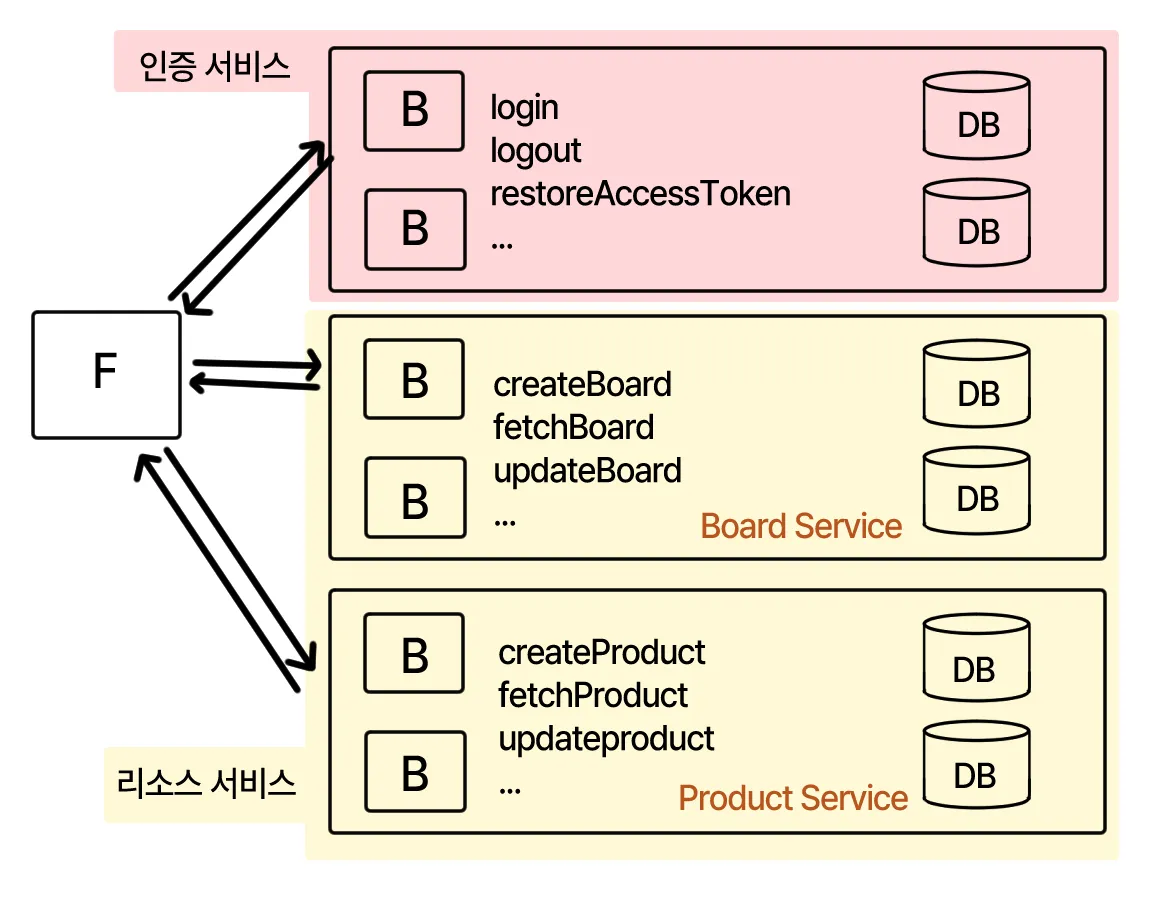 인증 서비스
B
login
logout
restoreAccessToken
...
B
DB
DB
F
B
createBoard
fetchBoard
updateBoard
...
B
Board Service
DB
DB
B
createProduct
fetchProduct
updateproduct
...
B
Product Service
DB
DB
리소스 서비스